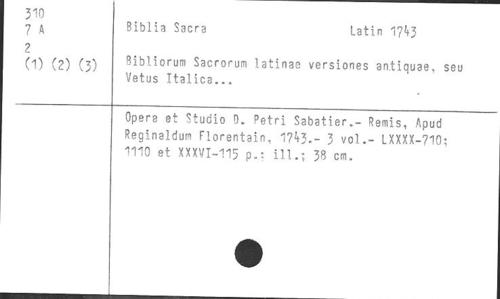 310
7 A
2
(1) (2) (3)
Biblia Sacra Latin 1743
Bibliorum Sacrorum latinae versiones antiquae, seu
Vetus Italica...
Opera et Studio D. Petri Sabatier.- Remis, Apud
Reginaldum Florentain, 1743.- 3 vol.- LXXXX-710;
1110 et XXXVI-115 p.: ill.; 38 cm.